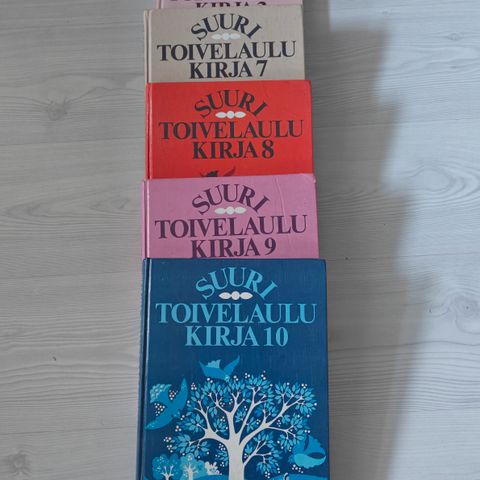 SUURI
TOIVELAULU
KIRJA 7
SUURI
TOIVELAULU
KIRJA 8
SUURI
TOIVELAULU
KIRJA 9
SUURI
TOIVELAULU
KIRJA 10